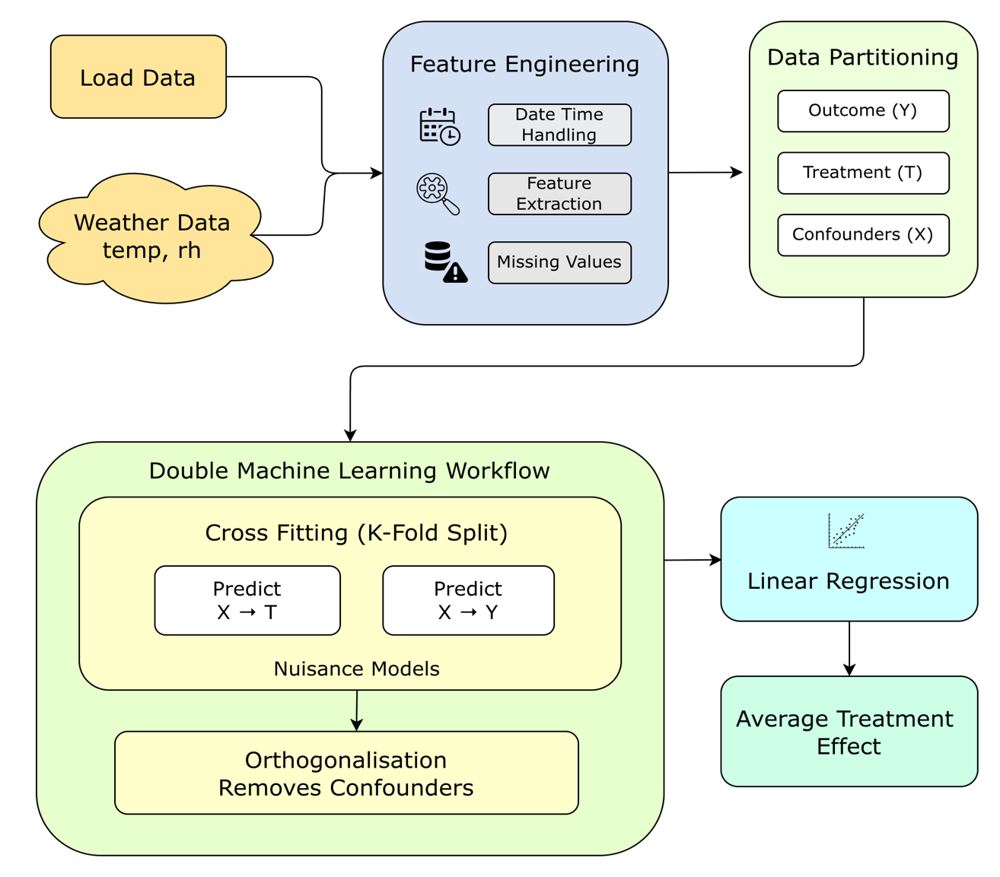 Load Data
Weather Data
temp, rh
Feature Engineering
Date Time
Handling
Feature
Extraction
Missing Values
Data Partitioning
Outcome (Y)
Treatment (T)
Confounders (X)
Double Machine Learning Workflow
Cross Fitting (K-Fold Split)
Predict
X → T
Predict
X → Y
Nuisance Models
Orthogonalisation
Removes Confounders
Linear Regression
Average Treatment
Effect